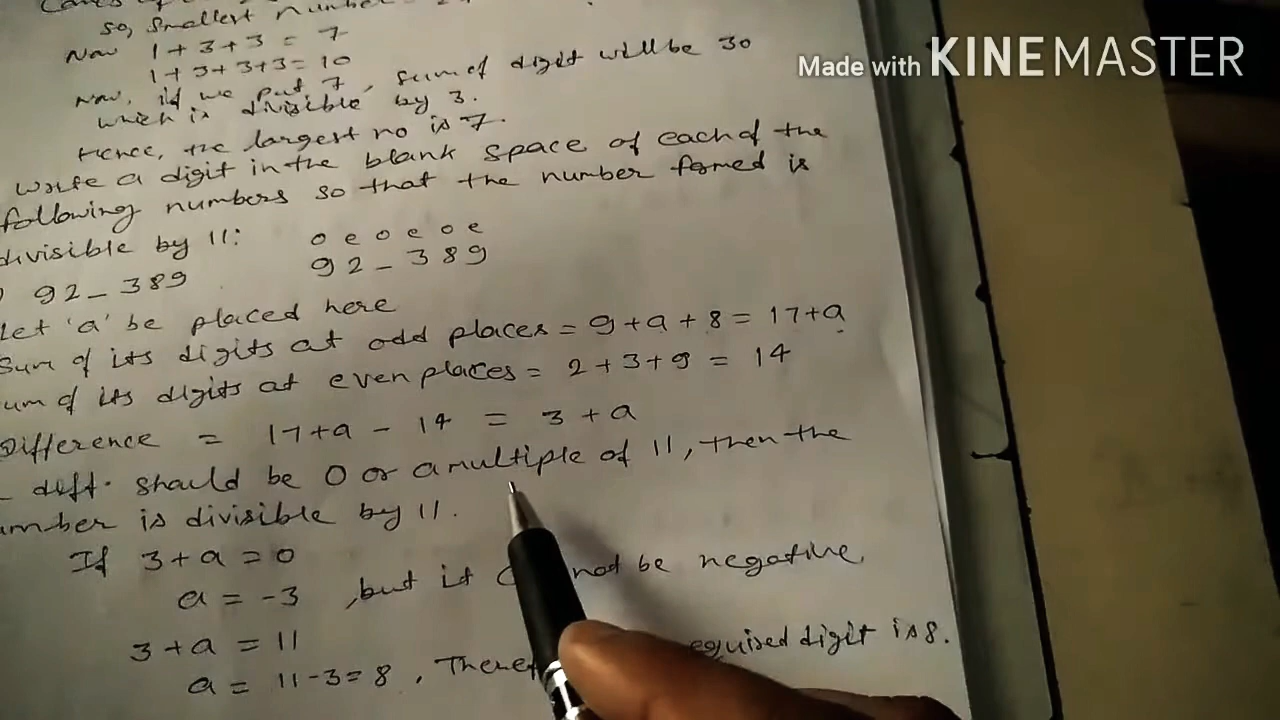 so, Smallest number
Now 1+3+3 = 7
1+3+3+3=10
Now, if we put 7, sum of digit will be 30
which is divisible by 3.
Hence, the largest no is 7.
Write a digit in the blank space of each of the
following numbers so that the number formed is
divisible by 11:
o e o e o e
92_389
92_389
Let 'a' be placed here
Sum of its digits at odd places = 9+a+8 = 17+a
um of its digits at even places = 2+3+9 = 14
Difference = 17+a-14 = 3+a
diff. should be 0 or a multiple of 11, then the
umber is divisible by 11.
If 3+a=0
a = -3 , but it not be negative
3+a = 11
a = 11-3=8 , Theref equired digit is 8.
Made with KINEMASTER